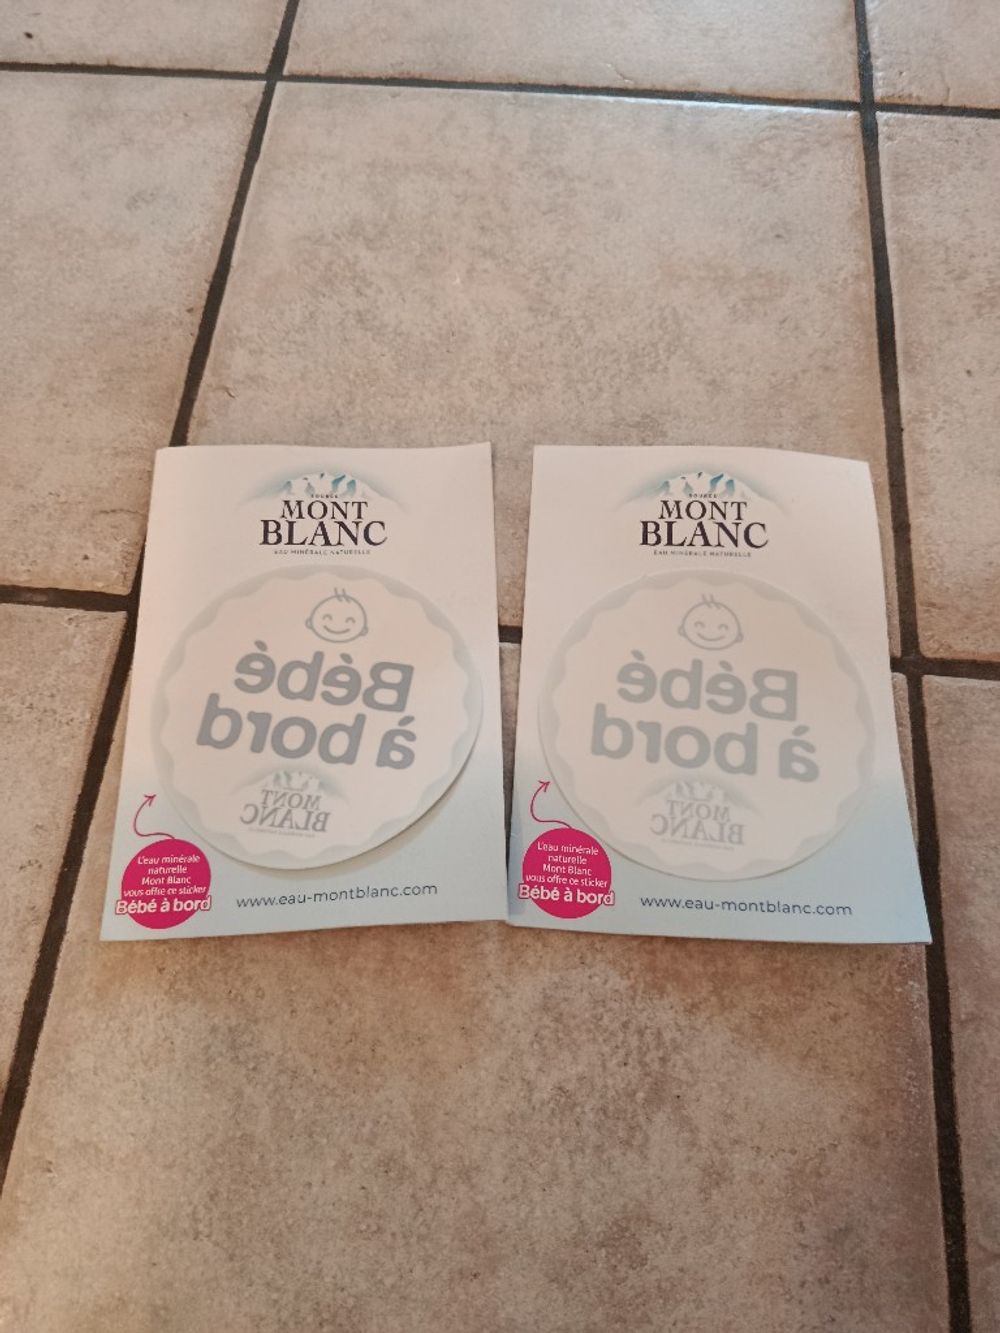 SOURCE
MONT
BLANC
EAU MINÉRALE NATURELLE
Bébé
à bord
MONT
BLANC
L'eau minérale
naturelle
Mont Blanc
vous offre ce sticker
Bébé à bord
www.eau-montblanc.com
SOURCE
MONT
BLANC
EAU MINÉRALE NATURELLE
Bébé
à bord
MONT
BLANC
L'eau minérale
naturelle
Mont Blanc
vous offre ce sticker
Bébé à bord
www.eau-montblanc.com